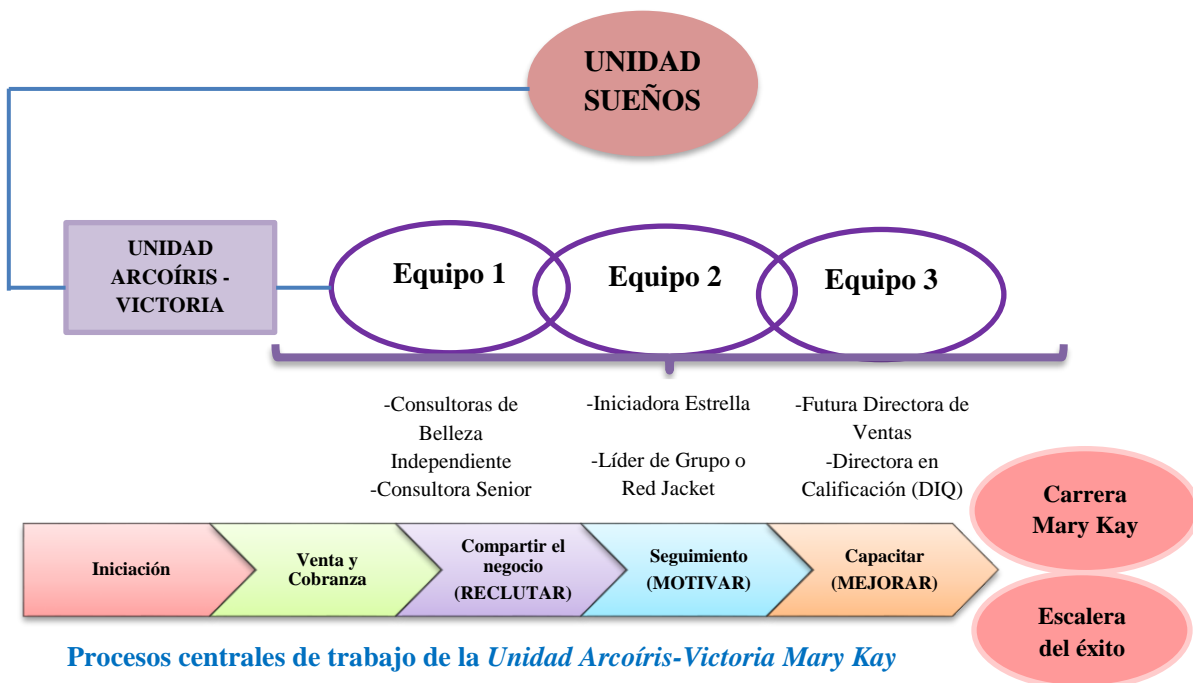 UNIDAD
SUEÑOS
UNIDAD
ARCOÍRIS -
VICTORIA
Equipo 1
Equipo 2
Equipo 3
-Consultoras de
Belleza
Independiente
-Consultora Senior
-Iniciadora Estrella
-Líder de Grupo o
Red Jacket
-Futura Directora de
Ventas
-Directora en
Calificación (DIQ)
Carrera
Mary Kay
Iniciación
Venta y
Cobranza
Compartir el
negocio
(RECLUTAR)
Seguimiento
(MOTIVAR)
Capacitar
(MEJORAR)
Escalera
del éxito
Procesos centrales de trabajo de la Unidad Arcoíris-Victoria Mary Kay